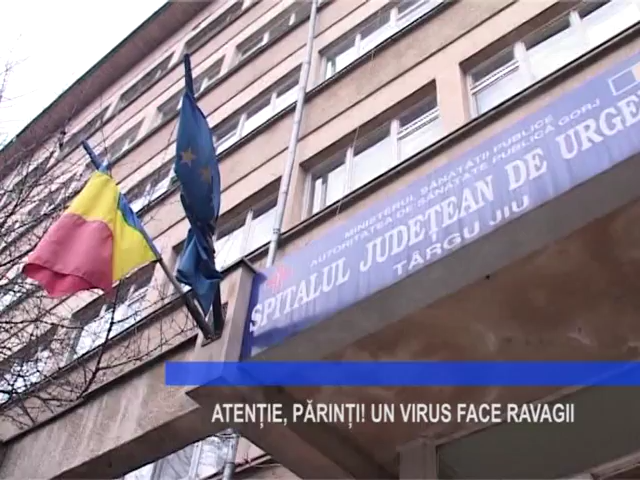 MINISTERUL SĂNĂTĂȚII PUBLICE
AUTORITATEA DE SĂNĂTATE PUBLICĂ GORJ
SPITALUL JUDEȚEAN DE URGE
TÂRGU JIU
ATENȚIE, PĂRINȚI! UN VIRUS FACE RAVAGII